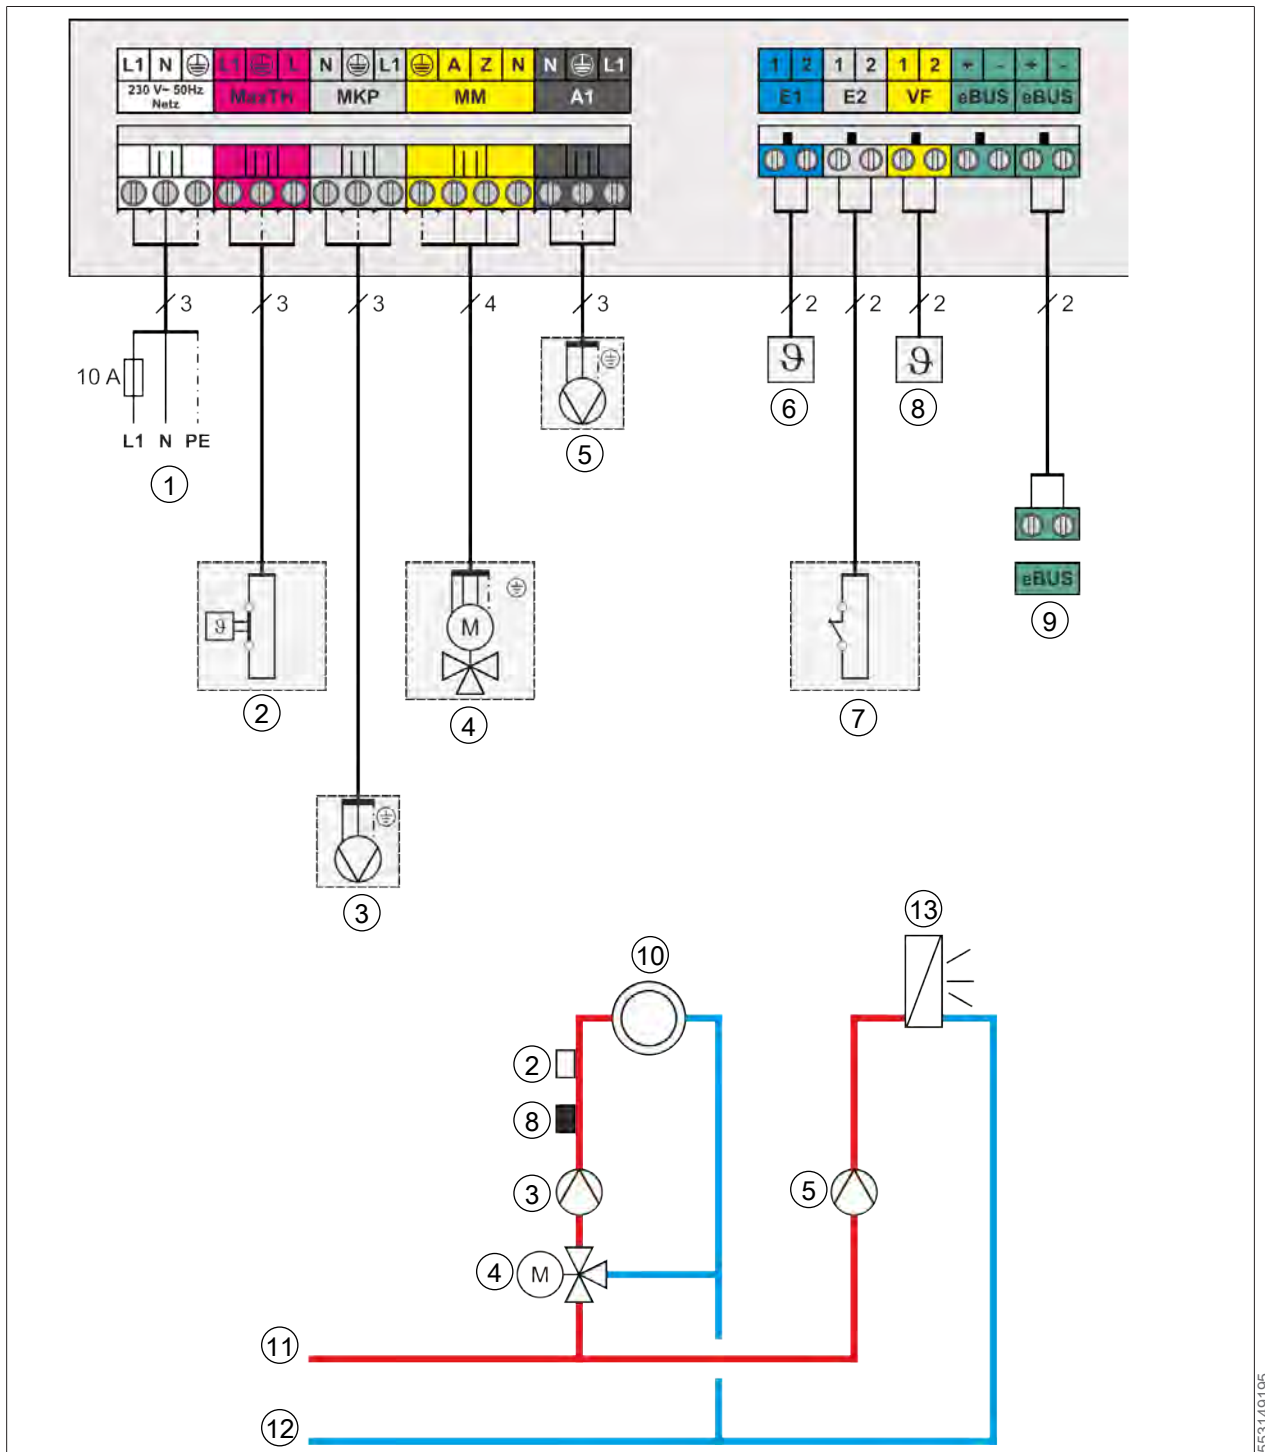 L1 N L1 L N L1 A Z N N L1 1 2 1 2 1 2 + - + -
230 V~ 50Hz
Netz
MaxTH MKP MM A1 E1 E2 VF eBUS eBUS
3 3 3 4 3 2 2 2 2
10 A
L1 N PE
1
5
6
8
9
eBUS
M
2
4
7
3
13
10
2
8
3
5
4 M
11
12
553149195